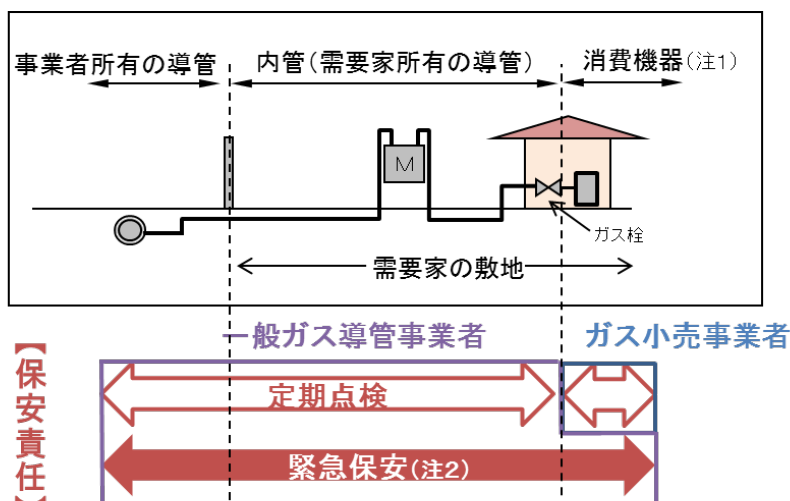 事業者所有の導管
内管(需要家所有の導管)
消費機器(注1)
M
ガス栓
需要家の敷地
一般ガス導管事業者
ガス小売事業者
【保安責任】
定期点検
緊急保安(注2)